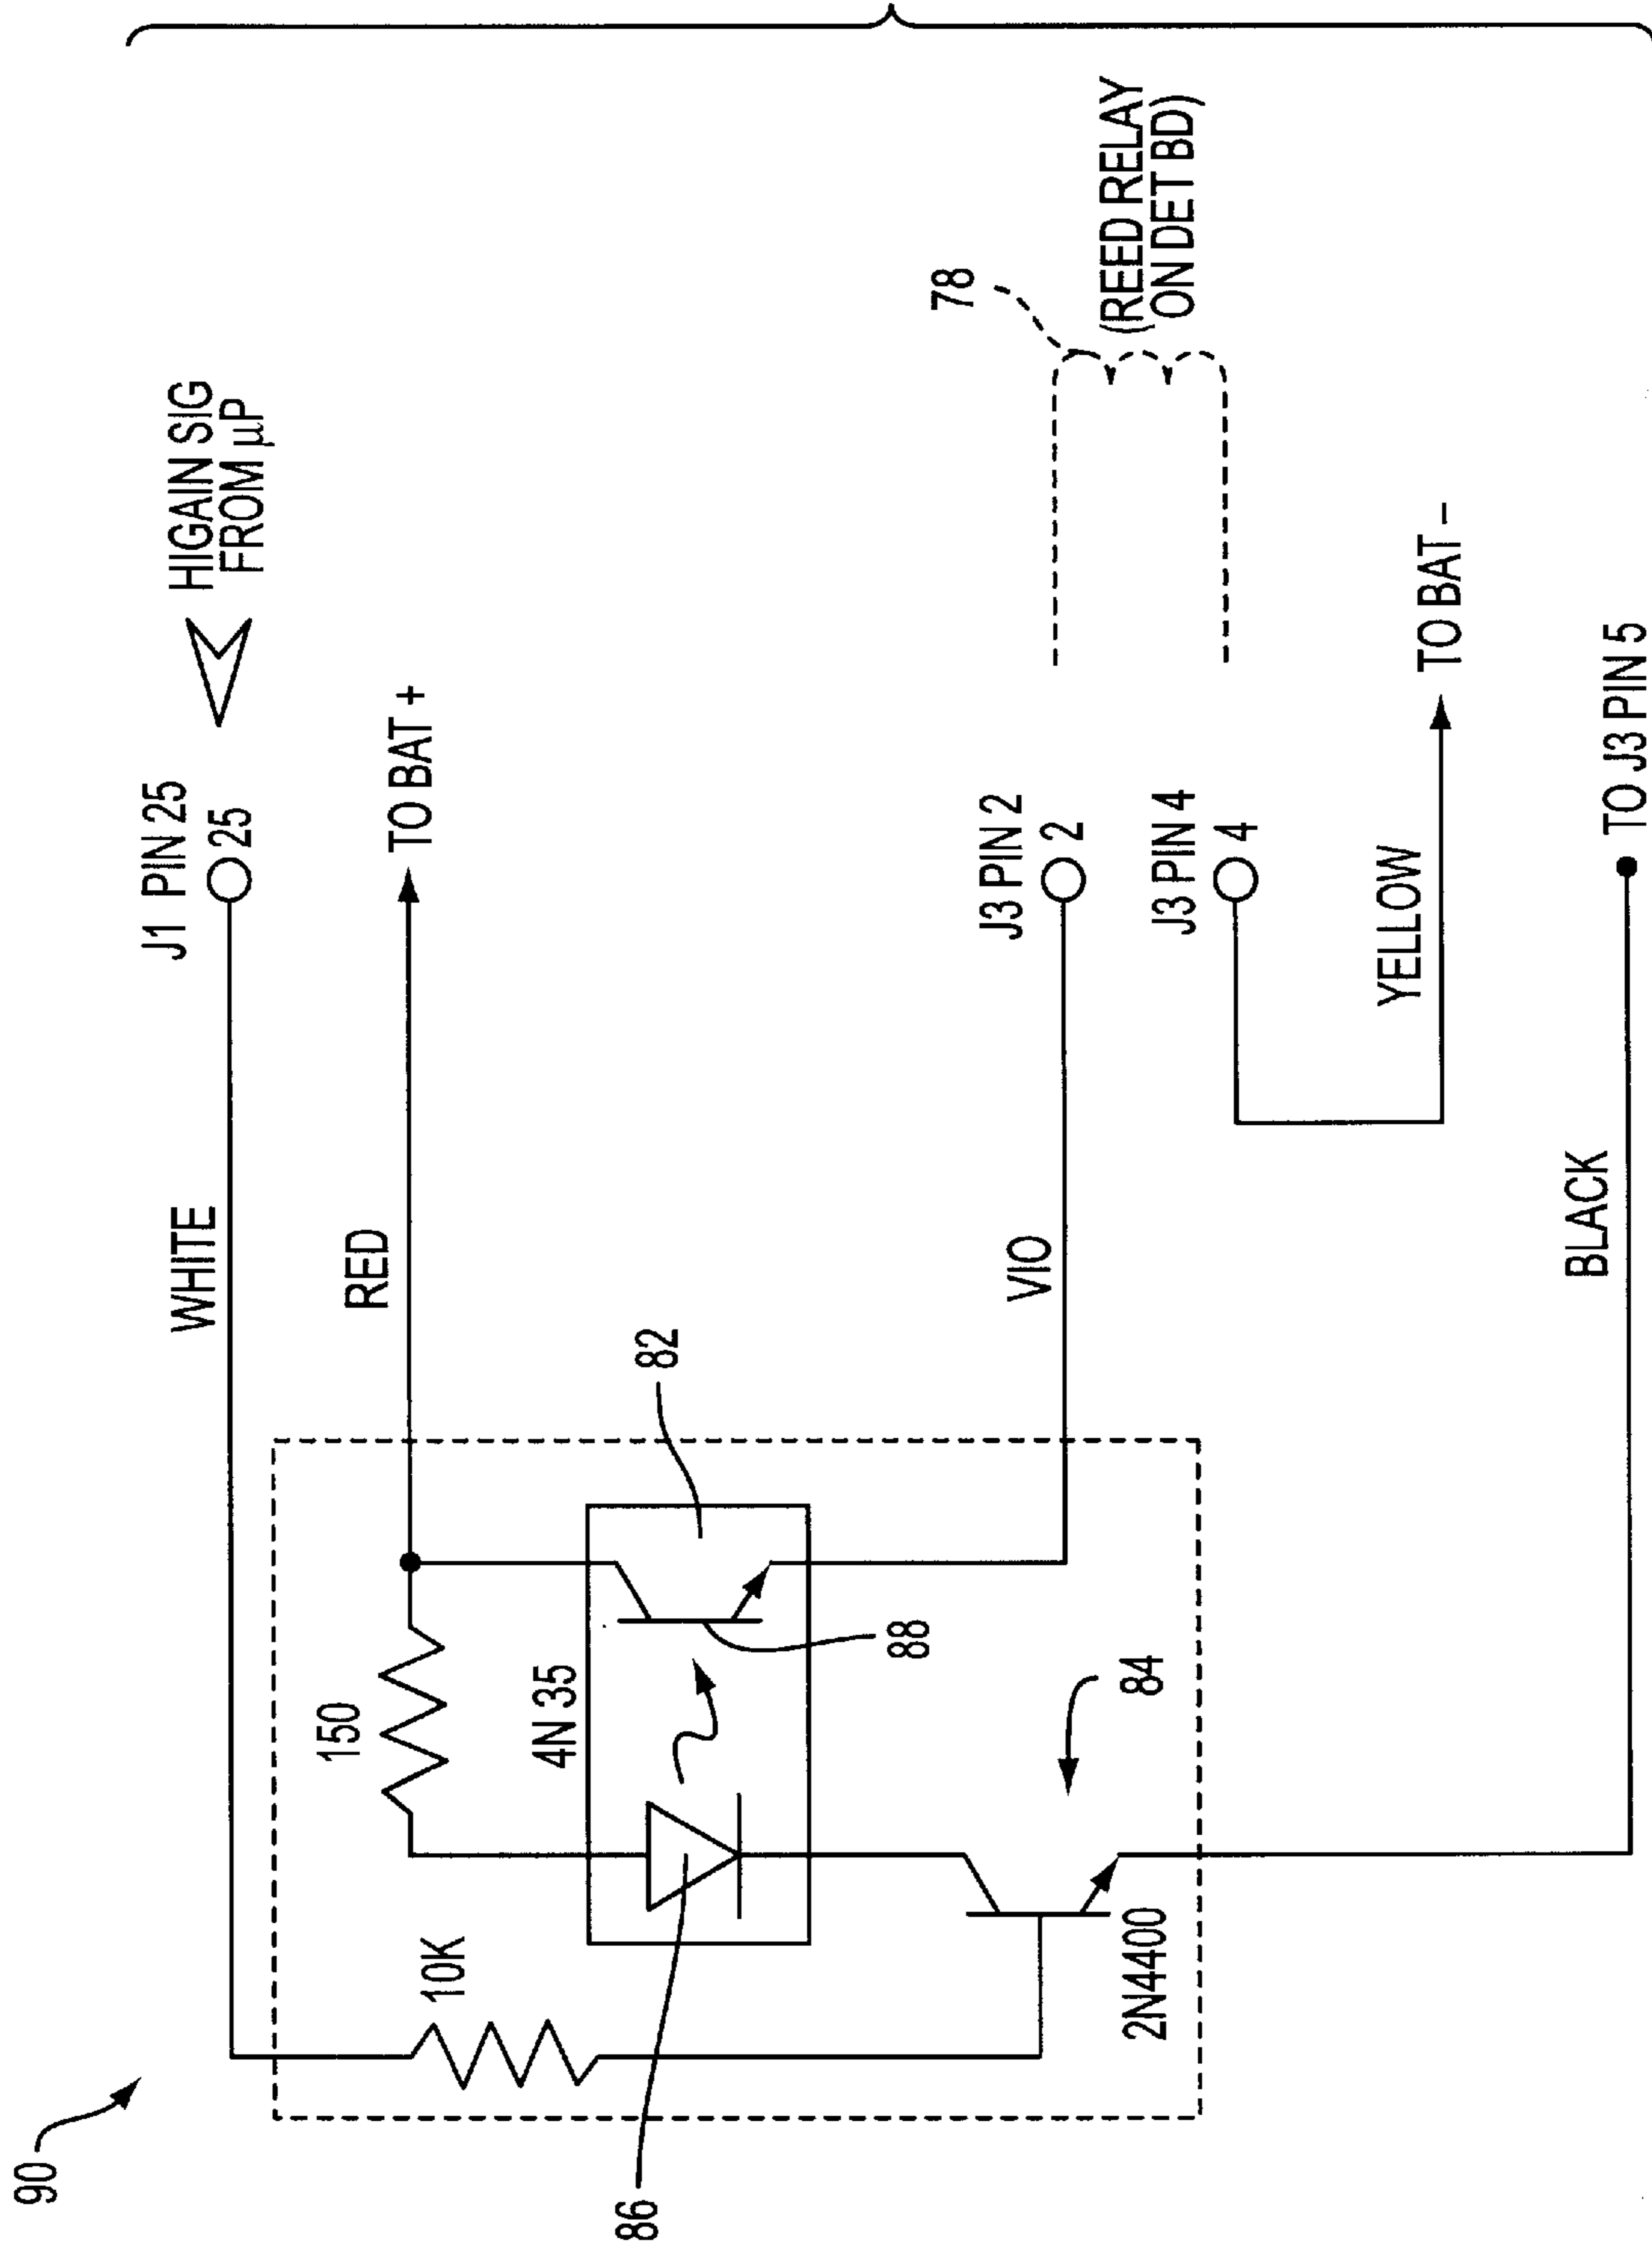 90
J1 PIN 25
25
HIGAIN SIG
FROM µP
WHITE
RED
TO BAT +
150
10K
4N 35
82
88
86
84
2N4400
VIO
J3 PIN 2
2
J3 PIN 4
4
78
(REED RELAY
ON DET BD)
YELLOW
TO BAT –
BLACK
TO J3 PIN 5